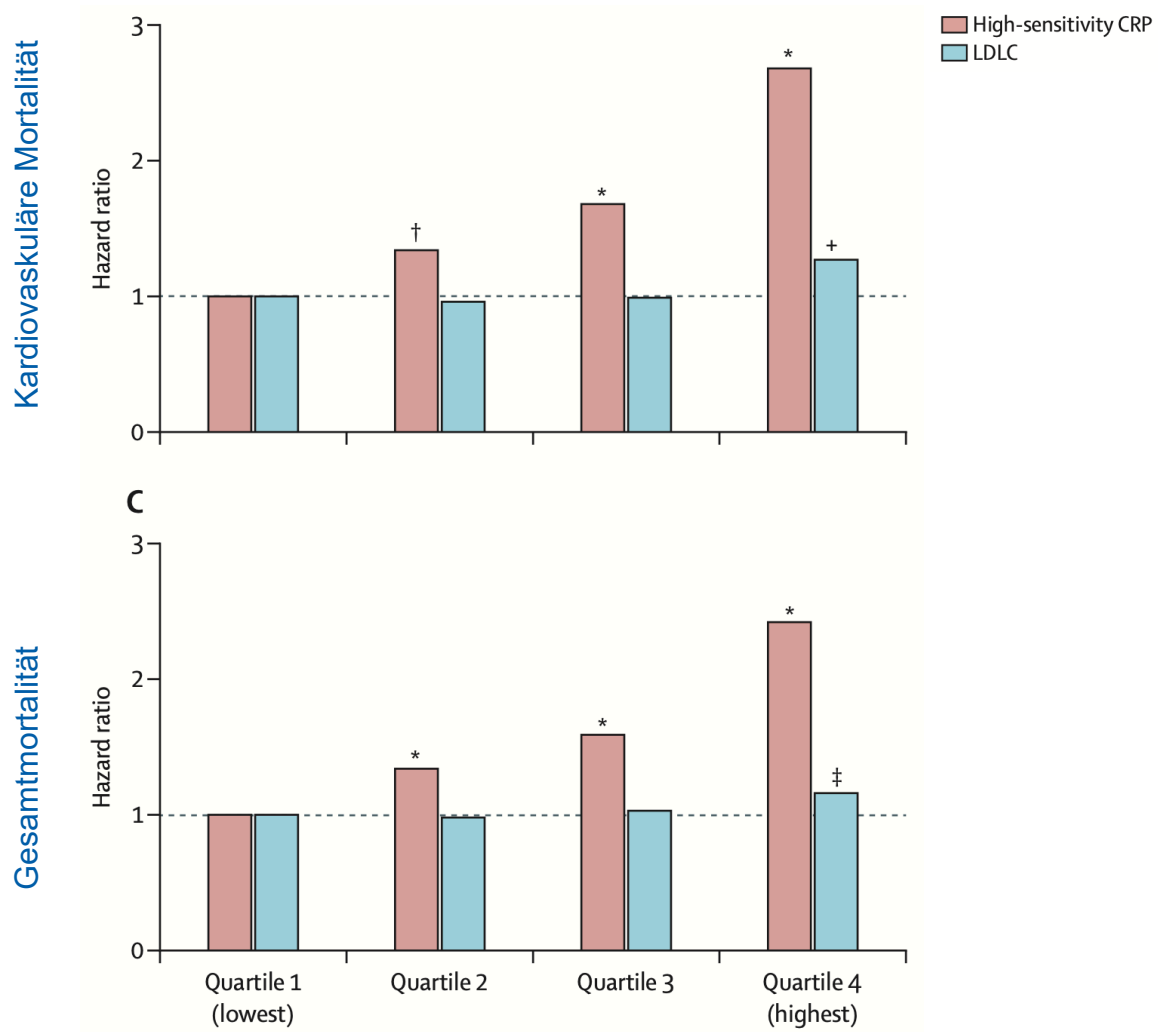 High-sensitivity CRP
LDLC
Kardiovaskuläre Mortalität
Hazard ratio
3
2
1
0
†
*
*
+
C
Gesamtmortalität
Hazard ratio
3
2
1
0
*
*
*
‡
Quartile 1
(lowest)
Quartile 2
Quartile 3
Quartile 4
(highest)